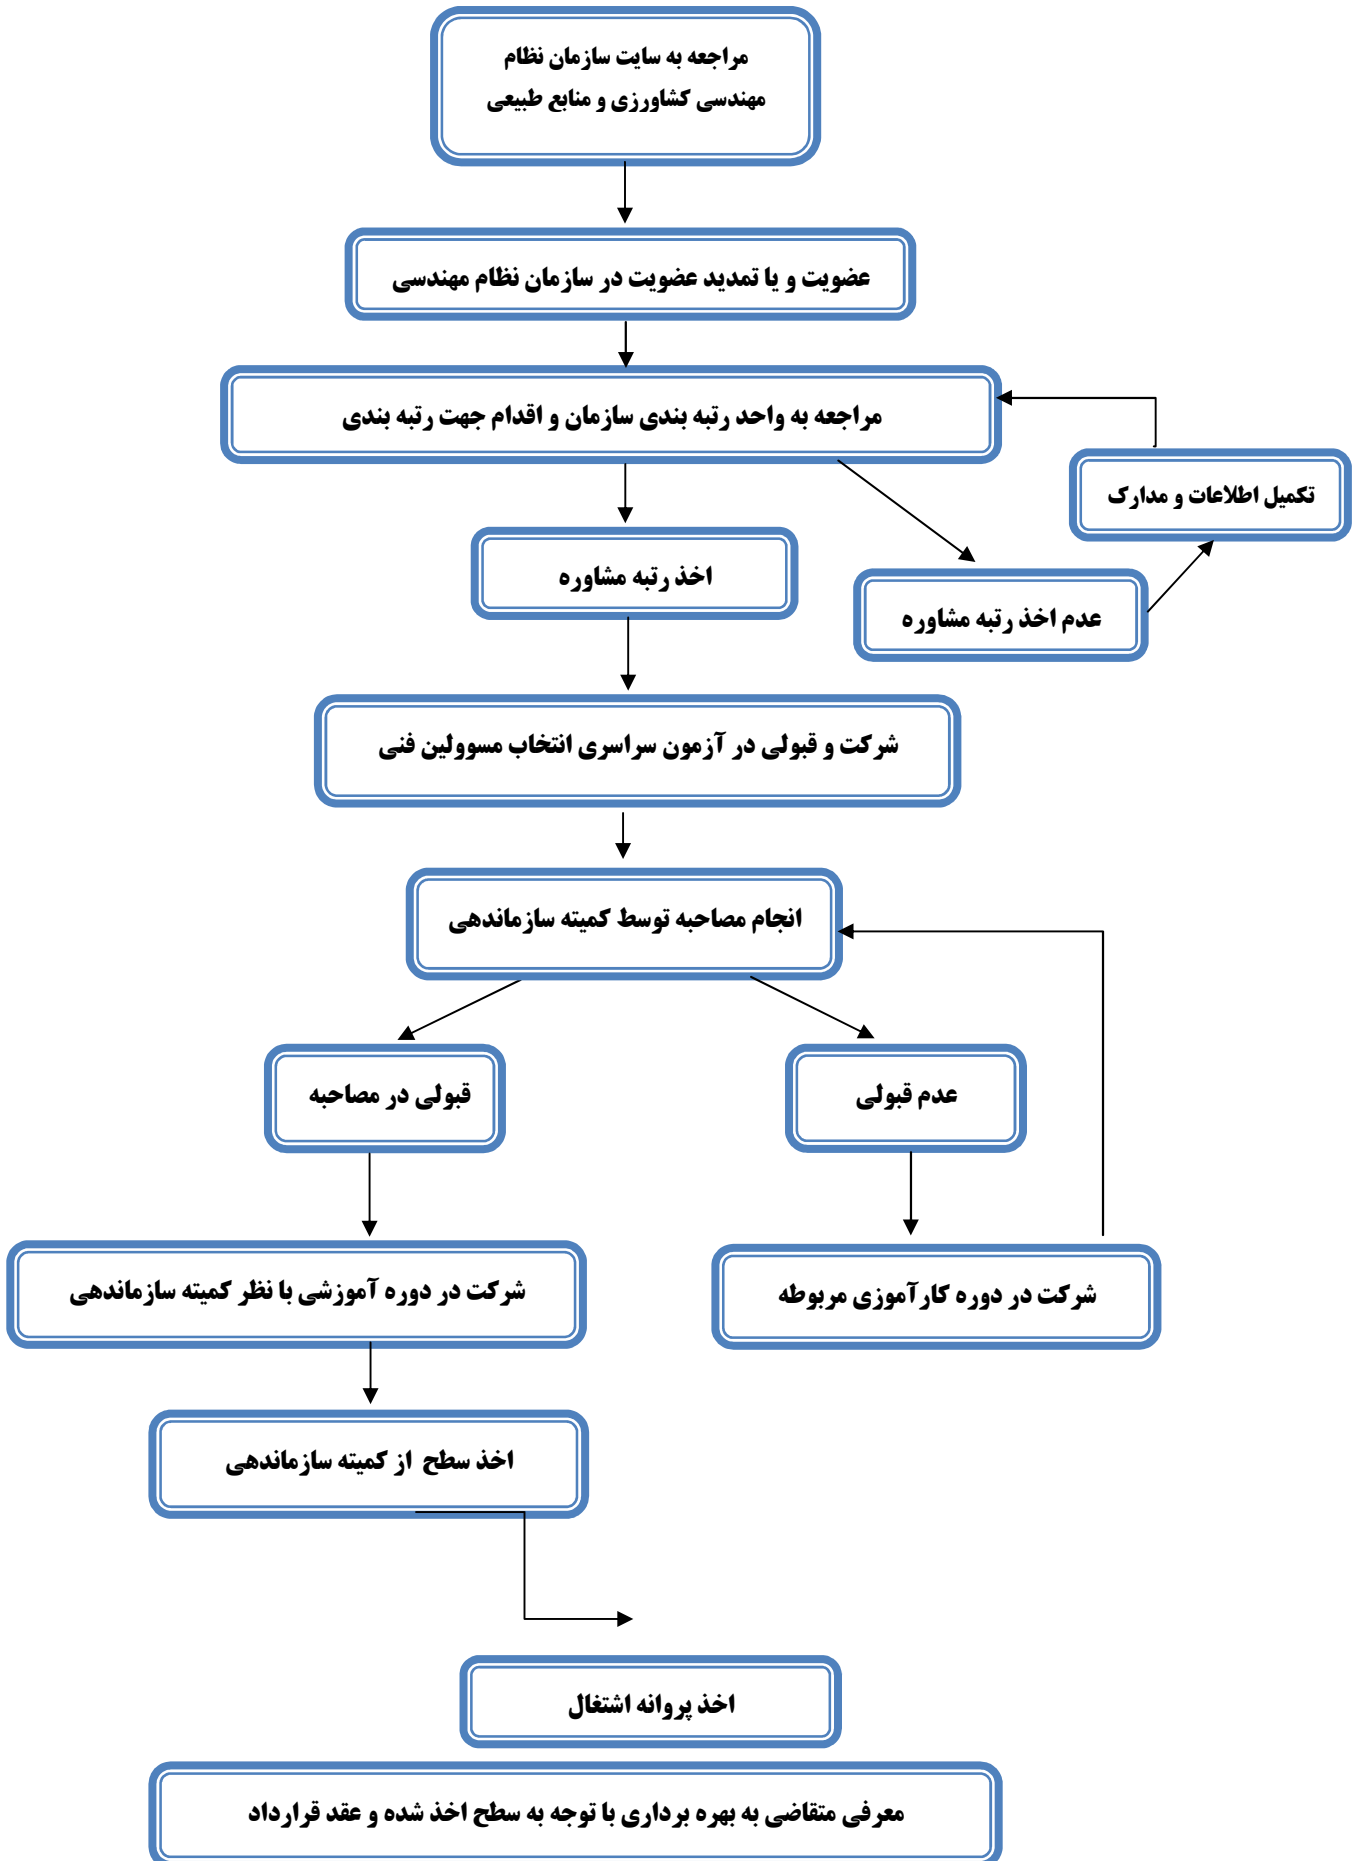 مراجعه به سایت سازمان نظام
مهندسی کشاورزی و منابع طبیعی
عضویت و یا تمدید عضویت در سازمان نظام مهندسی
مراجعه به واحد رتبه بندی سازمان و اقدام جهت رتبه بندی
تکمیل اطلاعات و مدارک
اخذ رتبه مشاوره
عدم اخذ رتبه مشاوره
شرکت و قبولی در آزمون سراسری انتخاب مسوولین فنی
انجام مصاحبه توسط کمیته سازماندهی
عدم قبولی
قبولی در مصاحبه
شرکت در دوره کارآموزی مربوطه
شرکت در دوره آموزشی با نظر کمیته سازماندهی
اخذ سطح از کمیته سازماندهی
اخذ پروانه اشتغال
معرفی متقاضی به بهره برداری با توجه به سطح اخذ شده و عقد قرارداد